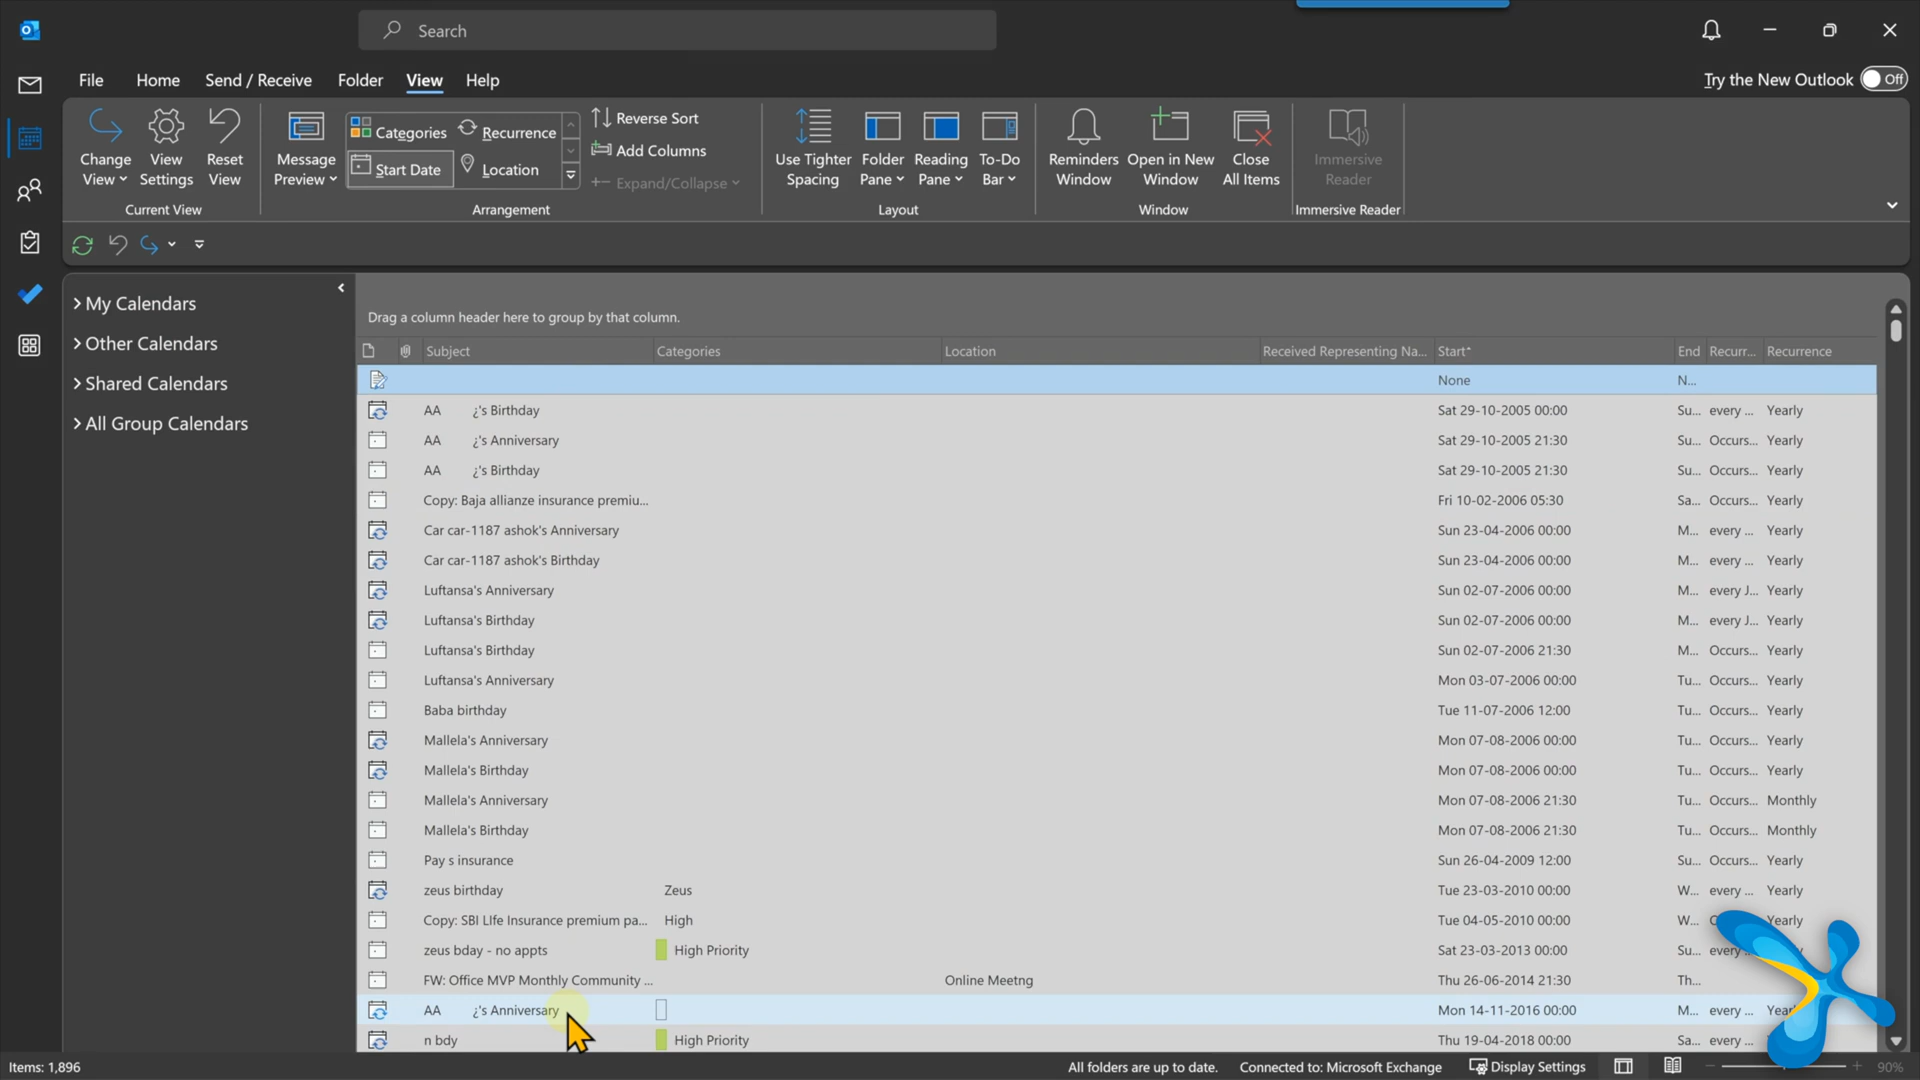 Search
File Home Send / Receive Folder View Help
Try the New Outlook Off
Change View
View Settings
Reset View
Current View
Message Preview
Categories Recurrence
Start Date Location
Reverse Sort
Add Columns
Expand/Collapse
Arrangement
Use Tighter Spacing
Folder Pane
Reading Pane
To-Do Bar
Layout
Reminders Window
Open in New Window
Close All Items
Window
Immersive Reader
Immersive Reader
My Calendars
Other Calendars
Shared Calendars
All Group Calendars
Drag a column header here to group by that column.
Subject Categories Location Received Representing Na... Start End Recurr... Recurrence
None N...
AA ¿'s Birthday Sat 29-10-2005 00:00 Su... every ... Yearly
AA ¿'s Anniversary Sat 29-10-2005 21:30 Su... Occurs... Yearly
AA ¿'s Birthday Sat 29-10-2005 21:30 Su... Occurs... Yearly
Copy: Baja allianze insurance premiu... Fri 10-02-2006 05:30 Sa... Occurs... Yearly
Car car-1187 ashok's Anniversary Sun 23-04-2006 00:00 M... every ... Yearly
Car car-1187 ashok's Birthday Sun 23-04-2006 00:00 M... every ... Yearly
Luftansa's Anniversary Sun 02-07-2006 00:00 M... every J... Yearly
Luftansa's Birthday Sun 02-07-2006 00:00 M... every J... Yearly
Luftansa's Birthday Sun 02-07-2006 21:30 M... Occurs... Yearly
Luftansa's Anniversary Mon 03-07-2006 00:00 Tu... Occurs... Yearly
Baba birthday Tue 11-07-2006 12:00 Tu... Occurs... Yearly
Mallela's Anniversary Mon 07-08-2006 00:00 Tu... Occurs... Yearly
Mallela's Birthday Mon 07-08-2006 00:00 Tu... Occurs... Yearly
Mallela's Anniversary Mon 07-08-2006 21:30 Tu... Occurs... Monthly
Mallela's Birthday Mon 07-08-2006 21:30 Tu... Occurs... Monthly
Pay s insurance Sun 26-04-2009 12:00 Su... Occurs... Yearly
zeus birthday Zeus Tue 23-03-2010 00:00 W... every ... Yearly
Copy: SBI LIfe Insurance premium pa... High Tue 04-05-2010 00:00 W... Yearly
zeus bday - no appts High Priority Sat 23-03-2013 00:00 Su... every
FW: Office MVP Monthly Community ... Online Meetng Thu 26-06-2014 21:30 Th...
AA ¿'s Anniversary Mon 14-11-2016 00:00 M... every ...
n bdy High Priority Thu 19-04-2018 00:00 Sa... every ...
Items: 1,896 All folders are up to date. Connected to: Microsoft Exchange Display Settings 90%